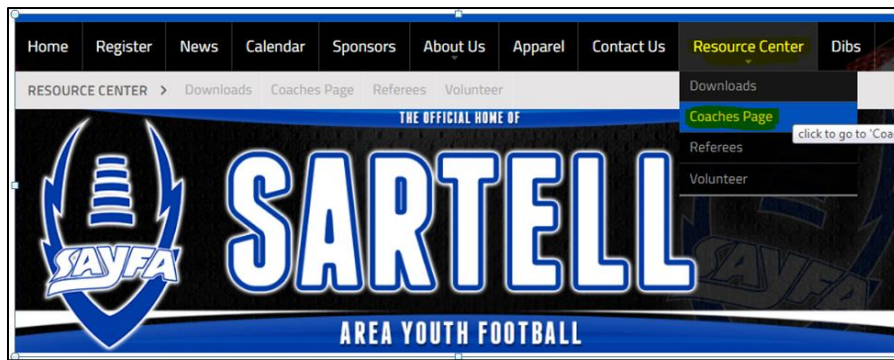 Home Register News Calendar Sponsors About Us Apparel Contact Us Resource Center Dibs
RESOURCE CENTER > Downloads Coaches Page Referees Volunteer
Downloads
Coaches Page
click to go to 'Coa
Referees
Volunteer
THE OFFICIAL HOME OF
SARTELL
SAYFA
SAYFA
AREA YOUTH FOOTBALL